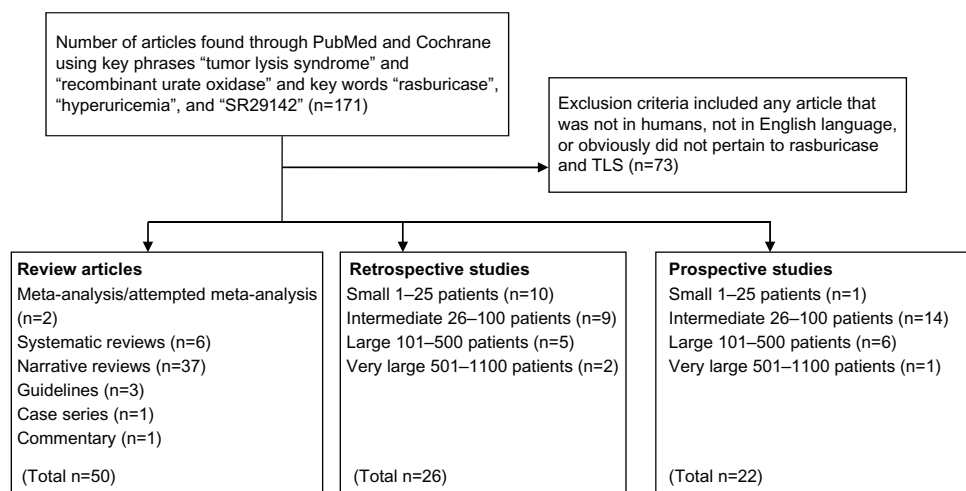 Number of articles found through PubMed and Cochrane
using key phrases “tumor lysis syndrome” and
“recombinant urate oxidase” and key words “rasburicase”,
“hyperuricemia”, and “SR29142” (n=171)
Exclusion criteria included any article that
was not in humans, not in English language,
or obviously did not pertain to rasburicase
and TLS (n=73)
Review articles
Meta-analysis/attempted meta-analysis
(n=2)
Systematic reviews (n=6)
Narrative reviews (n=37)
Guidelines (n=3)
Case series (n=1)
Commentary (n=1)
(Total n=50)
Retrospective studies
Small 1–25 patients (n=10)
Intermediate 26–100 patients (n=9)
Large 101–500 patients (n=5)
Very large 501–1100 patients (n=2)
(Total n=26)
Prospective studies
Small 1–25 patients (n=1)
Intermediate 26–100 patients (n=14)
Large 101–500 patients (n=6)
Very large 501–1100 patients (n=1)
(Total n=22)